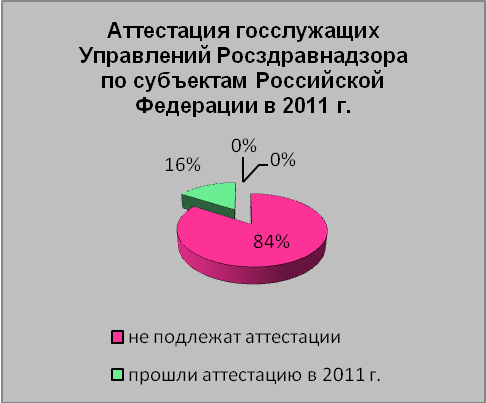 Аттестация госслужащих
Управлений Росздравнадзора
по субъектам Российской
Федерации в 2011 г.
0%
0%
16%
84%
не подлежат аттестации
прошли аттестацию в 2011 г.